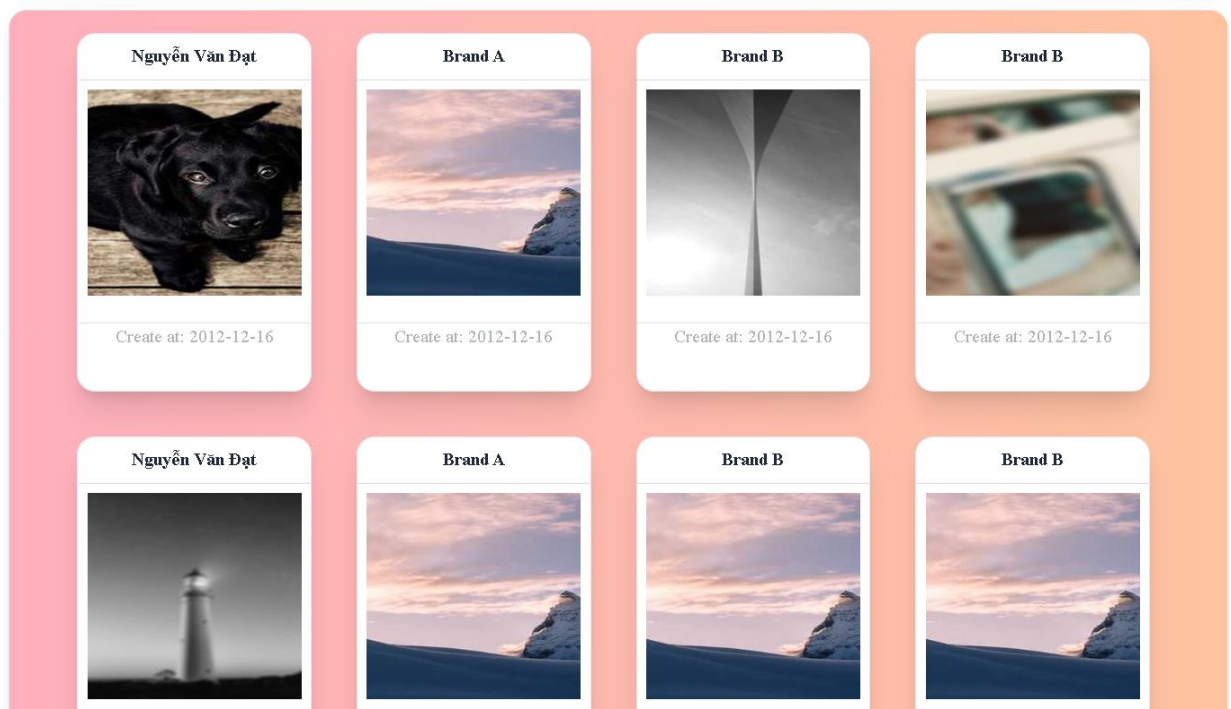 Nguyễn Văn Đạt
Brand A
Brand B
Brand B
Create at: 2012-12-16
Create at: 2012-12-16
Create at: 2012-12-16
Create at: 2012-12-16
Nguyễn Văn Đạt
Brand A
Brand B
Brand B